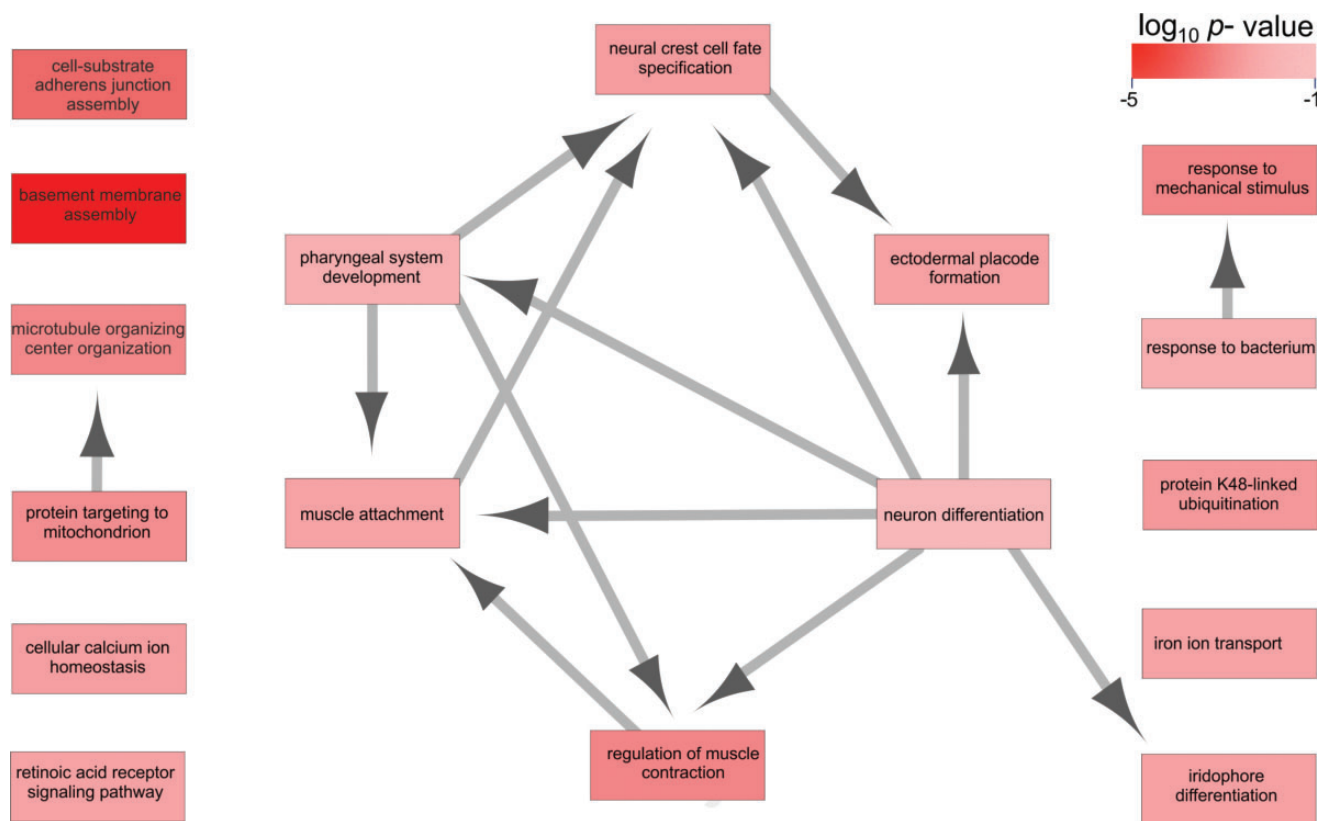 cell-substrate
adherens junction
assembly
basement membrane
assembly
microtubule organizing
center organization
protein targeting to
mitochondrion
cellular calcium ion
homeostasis
retinoic acid receptor
signaling pathway
neural crest cell fate
specification
pharyngeal system
development
ectodermal placode
formation
muscle attachment
neuron differentiation
regulation of muscle
contraction
log10 p- value
-5
-1
response to
mechanical stimulus
response to bacterium
protein K48-linked
ubiquitination
iron ion transport
iridophore
differentiation